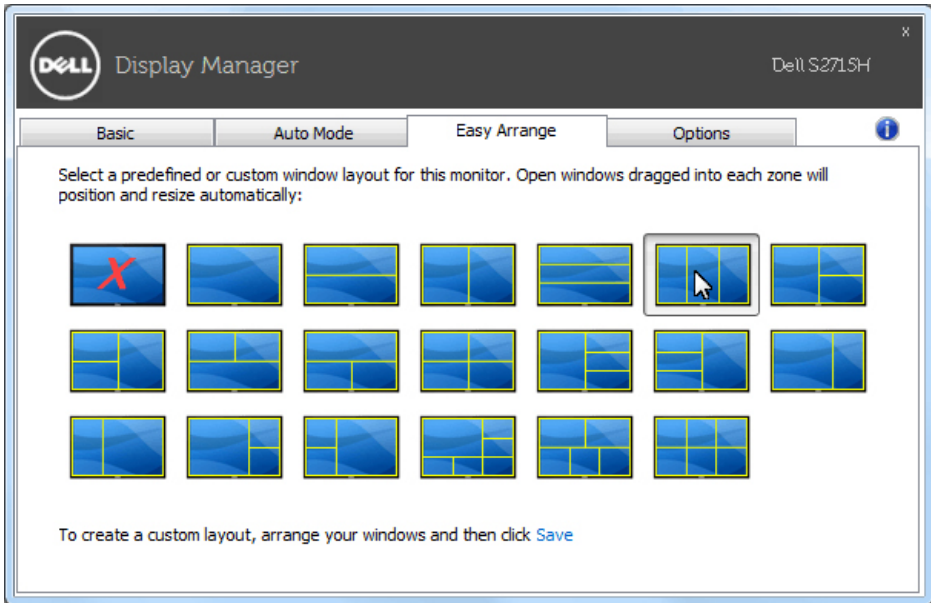 x
DELL Display Manager
Dell S2715H
Basic Auto Mode Easy Arrange Options i
Select a predefined or custom window layout for this monitor. Open windows dragged into each zone will
position and resize automatically:
X
To create a custom layout, arrange your windows and then click Save